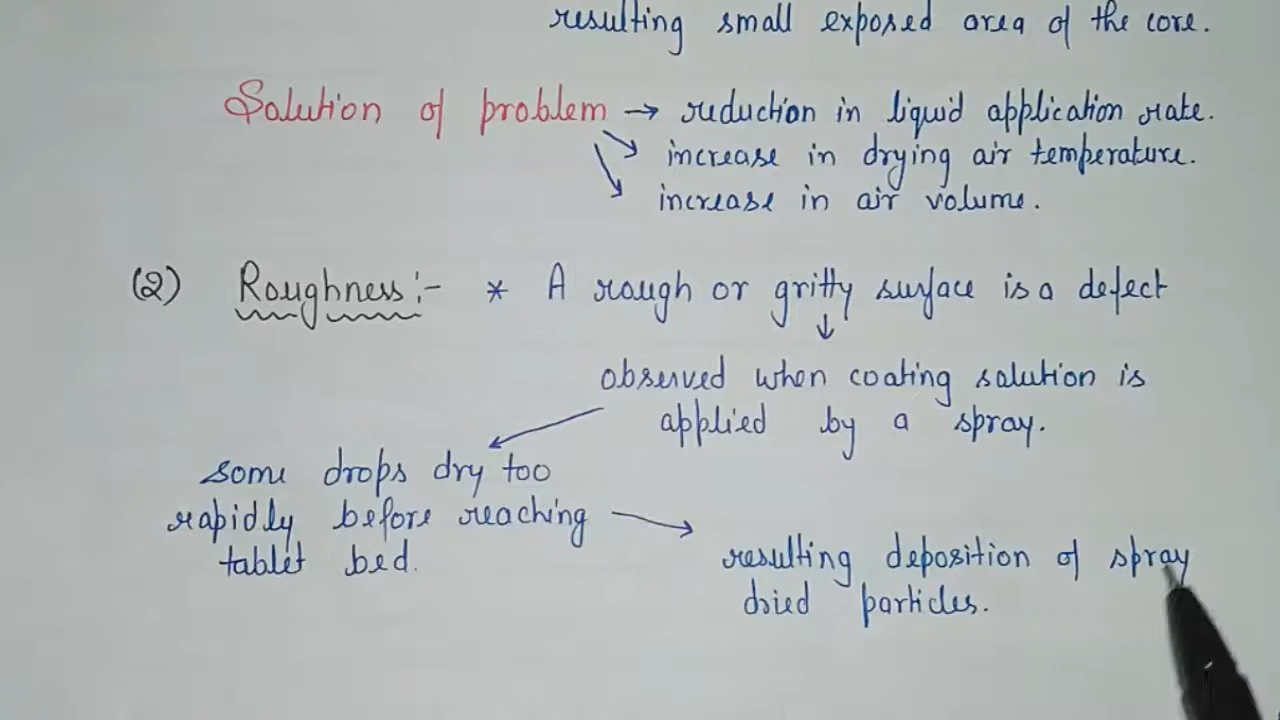 resulting small exposed area of the core.
Solution of problem → reduction in liquid application rate.
increase in drying air temperature.
increase in air volume.
(2) Roughness:- * A rough or gritty surface is a defect
observed when coating solution is
applied by a spray.
some drops dry too
rapidly before reaching
tablet bed.
resulting deposition of spray
dried particles.